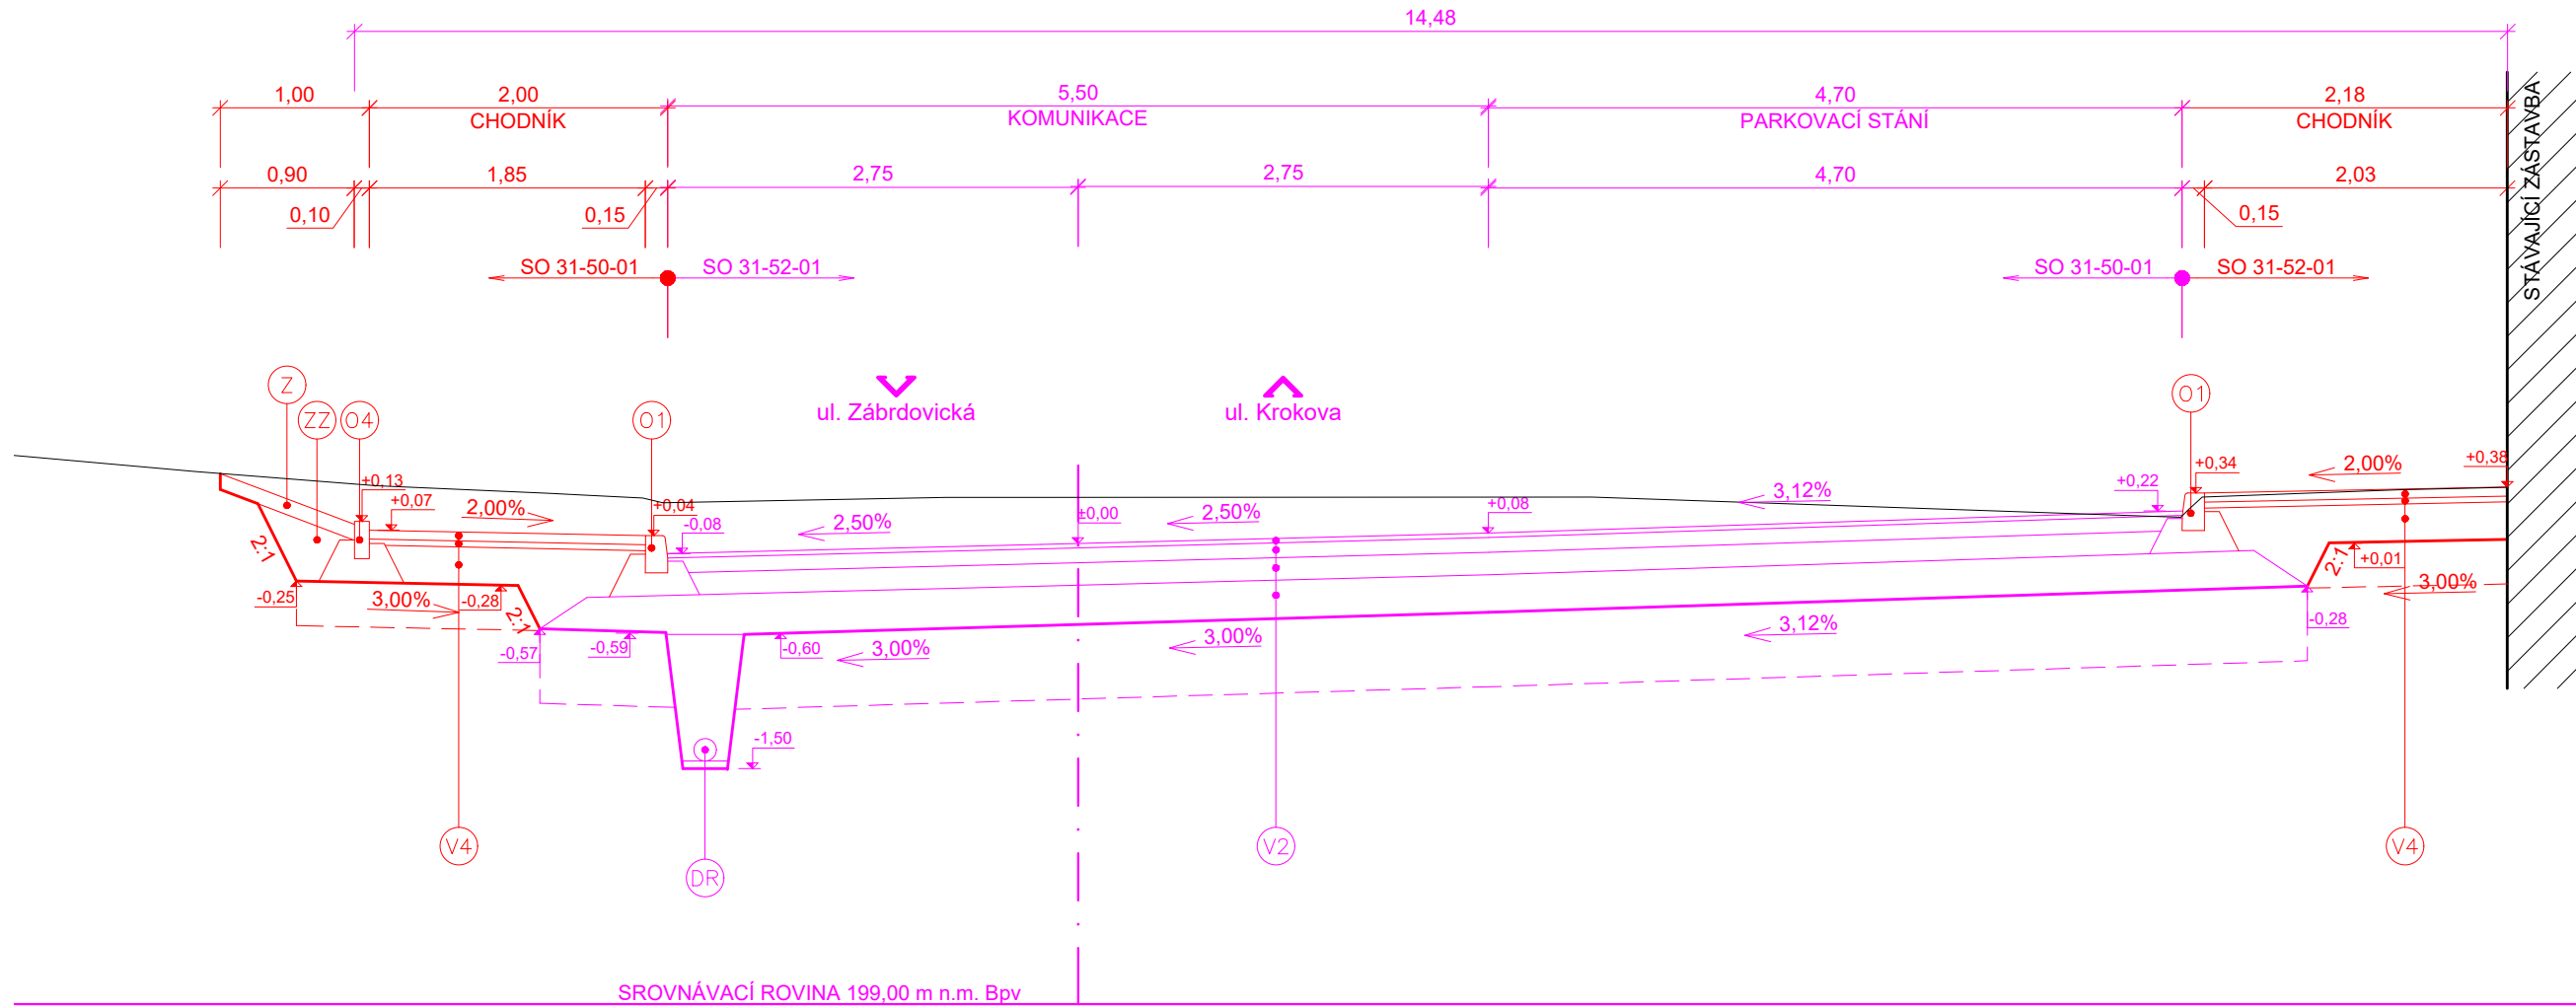 14,48
1,00
2,00
5,50
4,70
2,18
CHODNÍK
KOMUNIKACE
PARKOVACÍ STÁNÍ
CHODNÍK
STÁVAJÍCÍ ZÁSTAVBA
0,90
1,85
2,75
2,75
4,70
2,03
0,10
0,15
0,15
SO 31-50-01
SO 31-52-01
SO 31-50-01
SO 31-52-01
Z
ZZ
O4
O1
ul. Zábrdovická
ul. Krokova
O1
+0,13
+0,07
2,00%
+0,04
-0,08
2,50%
±0,00
2,50%
+0,08
3,12%
+0,22
+0,34
2,00%
+0,38
2:1
-0,25
3,00%
-0,28
2:1
-0,57
-0,59
-0,60
3,00%
3,00%
3,12%
-0,28
2:1
+0,01
3,00%
-1,50
V4
DR
V2
V4
SROVNÁVACÍ ROVINA 199,00 m n.m. Bpv